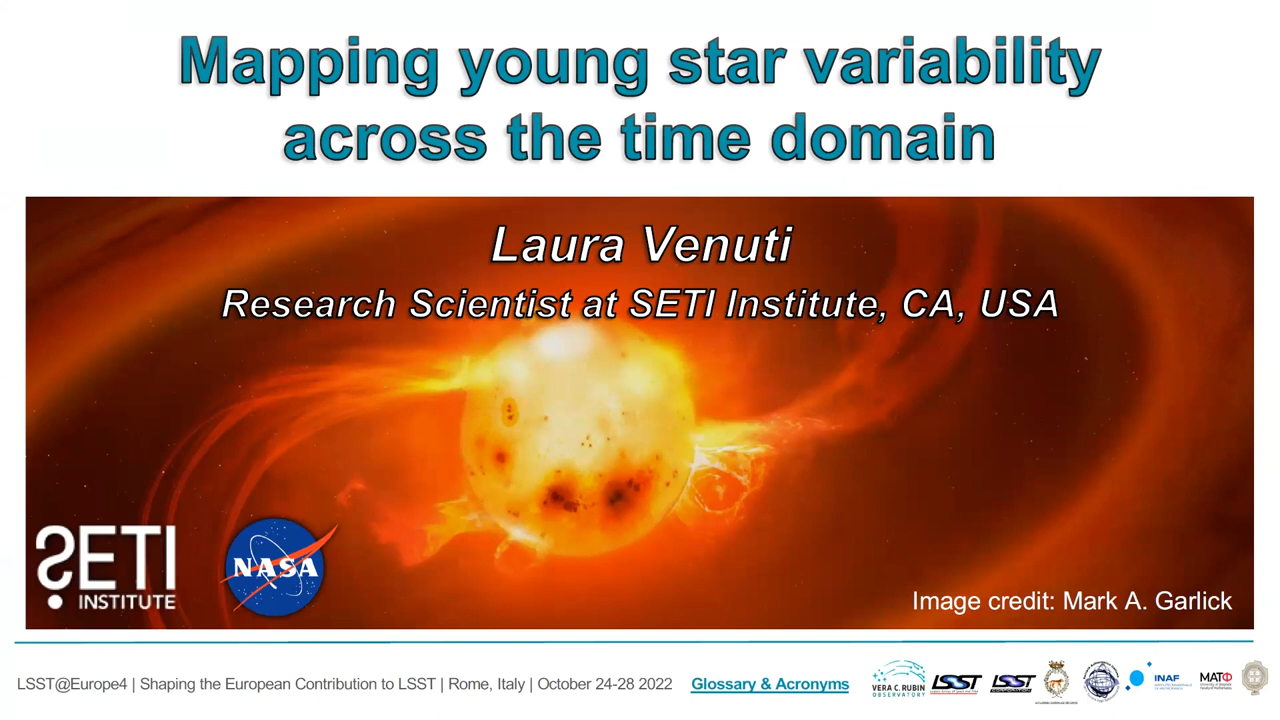 Mapping young star variability
across the time domain
Laura Venuti
Research Scientist at SETI Institute, CA, USA
SETI
INSTITUTE
NASA
Image credit: Mark A. Garlick
LSST@Europe4 | Shaping the European Contribution to LSST | Rome, Italy | October 24-28 2022 Glossary & Acronyms
VERA C. RUBIN
OBSERVATORY
LSST
LSST
CORPORATION
INAF